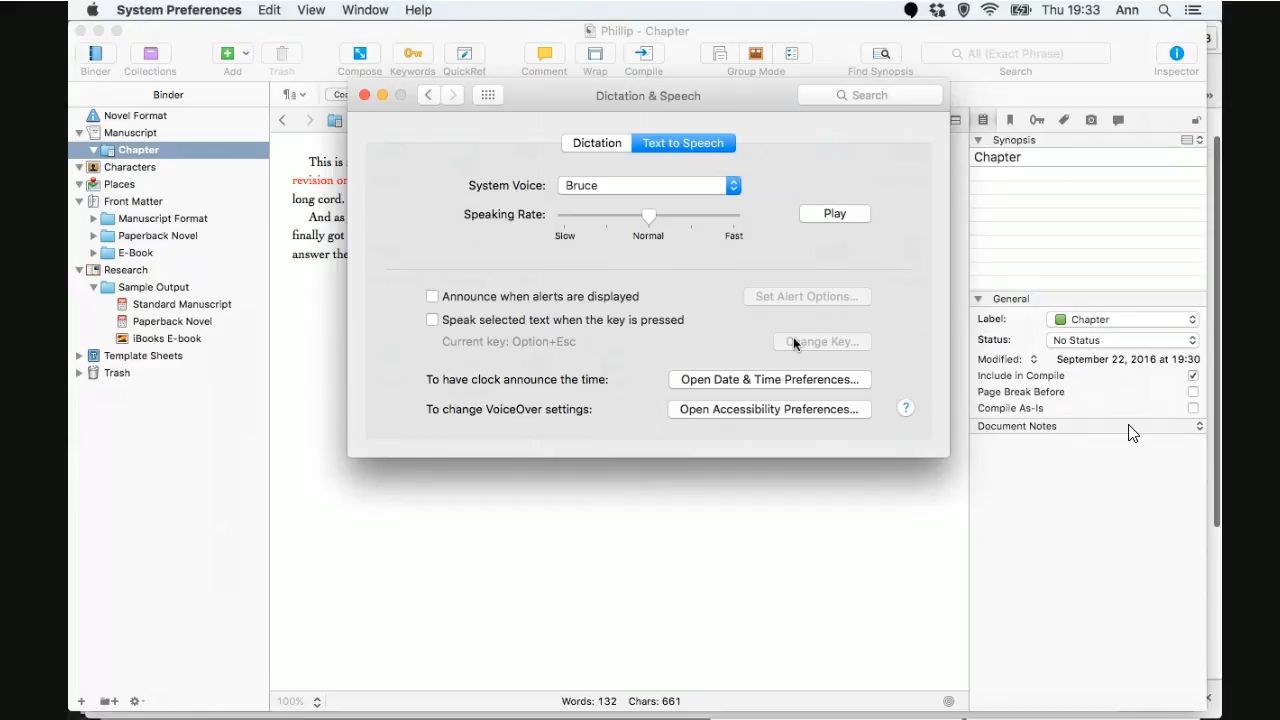 System Preferences Edit View Window Help Thu 19:33 Ann
Phillip - Chapter
Binder Collections Add Trash Compose Keywords QuickRef Comment Wrap Compile Group Mode Find Synopsis Search Inspector
All (Exact Phrase)
Binder
Novel Format
Manuscript
Chapter
Characters
Places
Front Matter
Manuscript Format
Paperback Novel
E-Book
Research
Sample Output
Standard Manuscript
Paperback Novel
iBooks E-book
Template Sheets
Trash
This is
revision or
long cord.
And as
finally got
answer the
Dictation & Speech
Search
Dictation Text to Speech
System Voice: Bruce
Speaking Rate: Play
Slow Normal Fast
Announce when alerts are displayed Set Alert Options...
Speak selected text when the key is pressed
Current key: Option+Esc Change Key...
To have clock announce the time: Open Date & Time Preferences...
To change VoiceOver settings: Open Accessibility Preferences... ?
Synopsis
Chapter
General
Label: Chapter
Status: No Status
Modified: September 22, 2016 at 19:30
Include in Compile
Page Break Before
Compile As-Is
Document Notes
100% Words: 132 Chars: 661